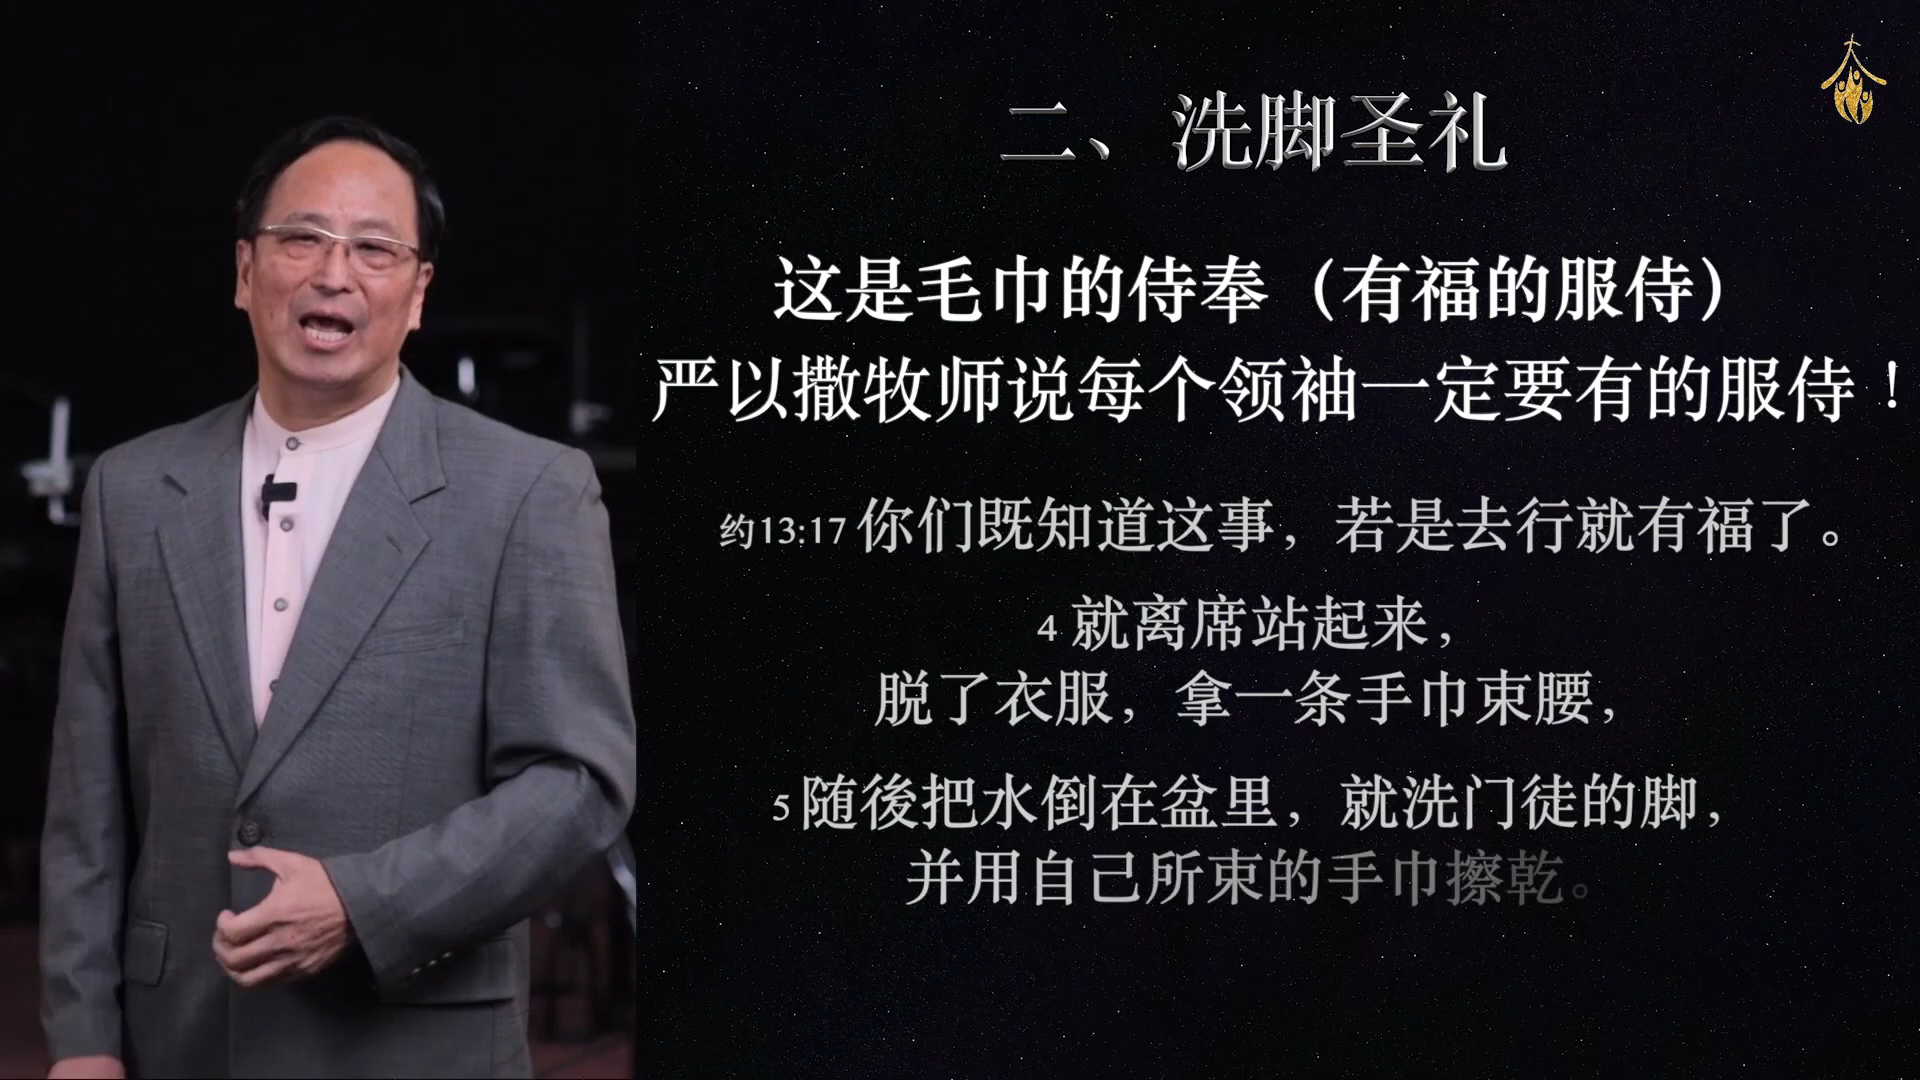 二、洗脚圣礼
这是毛巾的侍奉（有福的服侍）
严以撒牧师说每个领袖一定要有的服侍！
约13:17 你们既知道这事，若是去行就有福了。
4 就离席站起来，
脱了衣服，拿一条手巾束腰，
5 随後把水倒在盆里，就洗门徒的脚，
并用自己所束的手巾擦乾。